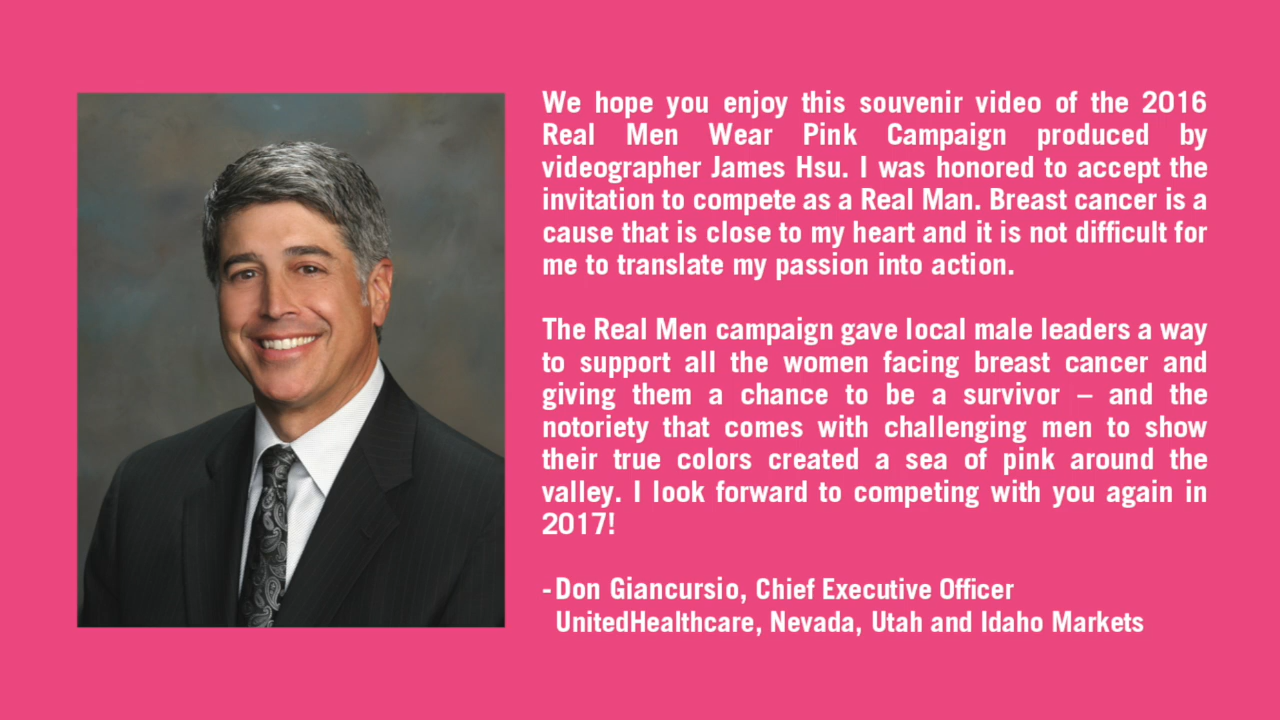 We hope you enjoy this souvenir video of the 2016
Real Men Wear Pink Campaign produced by
videographer James Hsu. I was honored to accept the
invitation to compete as a Real Man. Breast cancer is a
cause that is close to my heart and it is not difficult for
me to translate my passion into action.
The Real Men campaign gave local male leaders a way
to support all the women facing breast cancer and
giving them a chance to be a survivor – and the
notoriety that comes with challenging men to show
their true colors created a sea of pink around the
valley. I look forward to competing with you again in
2017!
- Don Giancursio, Chief Executive Officer
UnitedHealthcare, Nevada, Utah and Idaho Markets